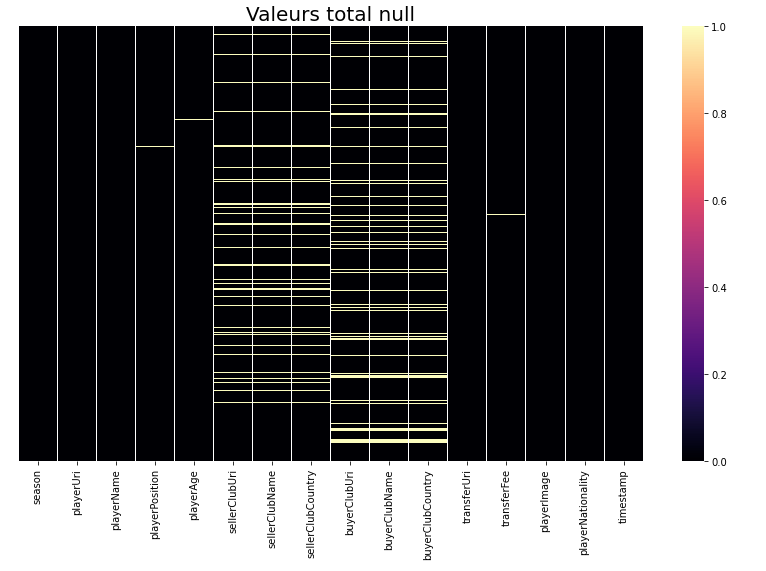 Valeurs total null
1.0
0.8
0.6
0.4
0.2
0.0
season
playerUri
playerName
playerPosition
playerAge
sellerClubUri
sellerClubName
sellerClubCountry
buyerClubUri
buyerClubName
buyerClubCountry
transferUri
transferFee
playerImage
playerNationality
timestamp